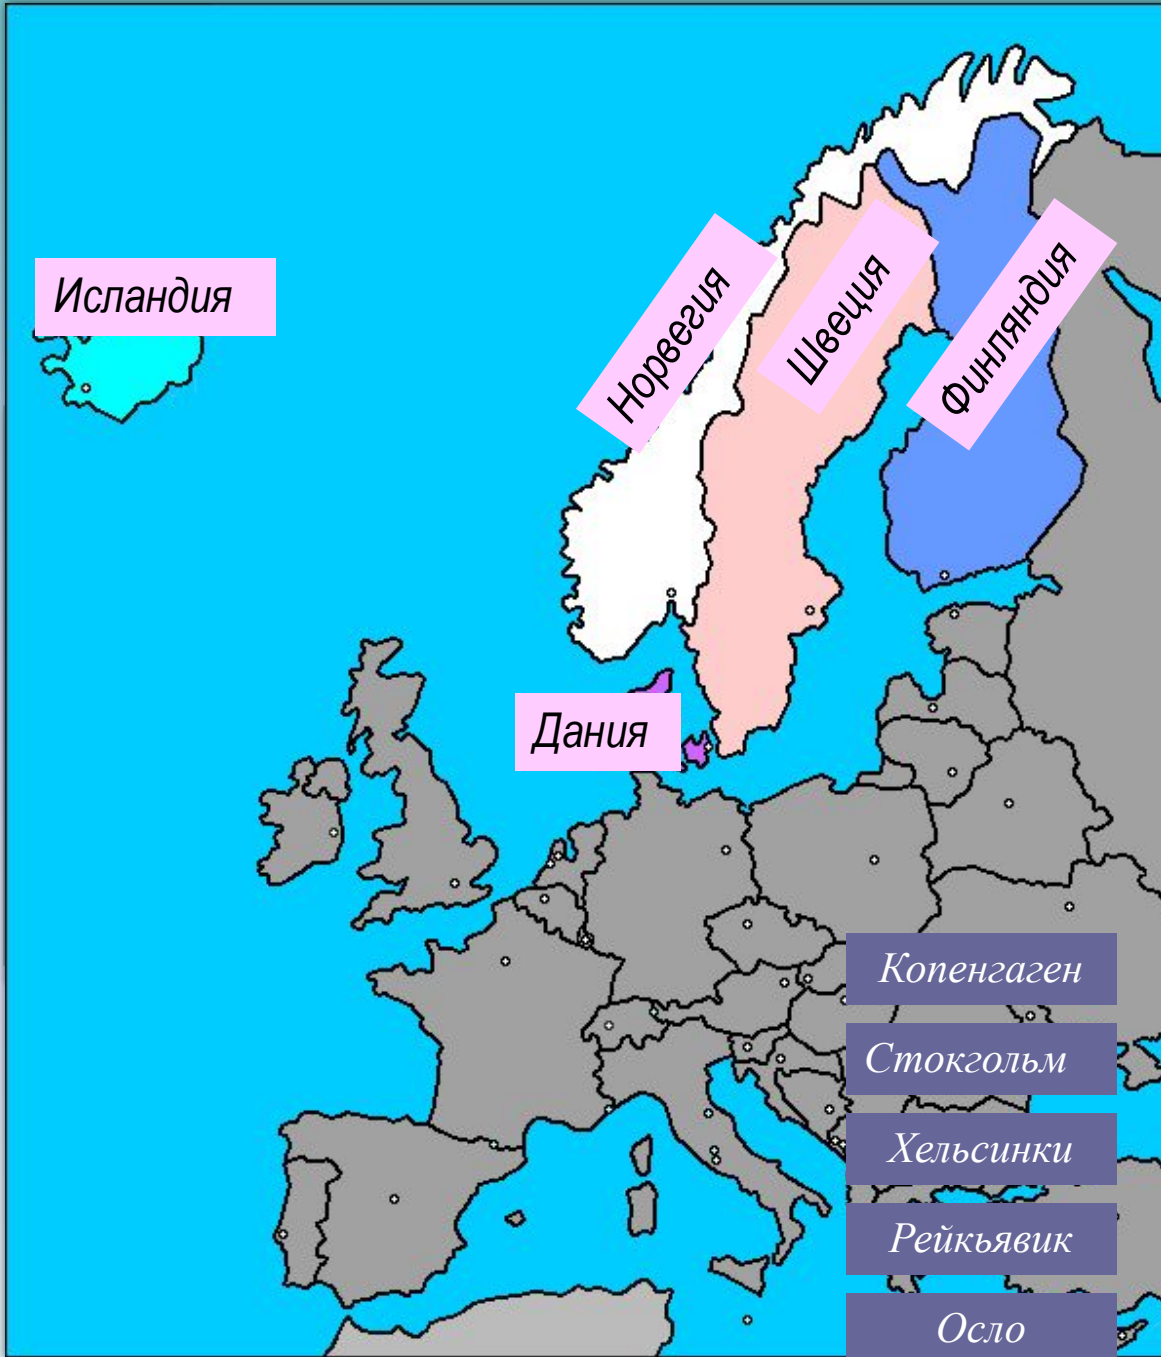 Исландия
Норвегия
Швеция
Финляндия
Дания
Копенгаген
Стокгольм
Хельсинки
Рейкьявик
Осло